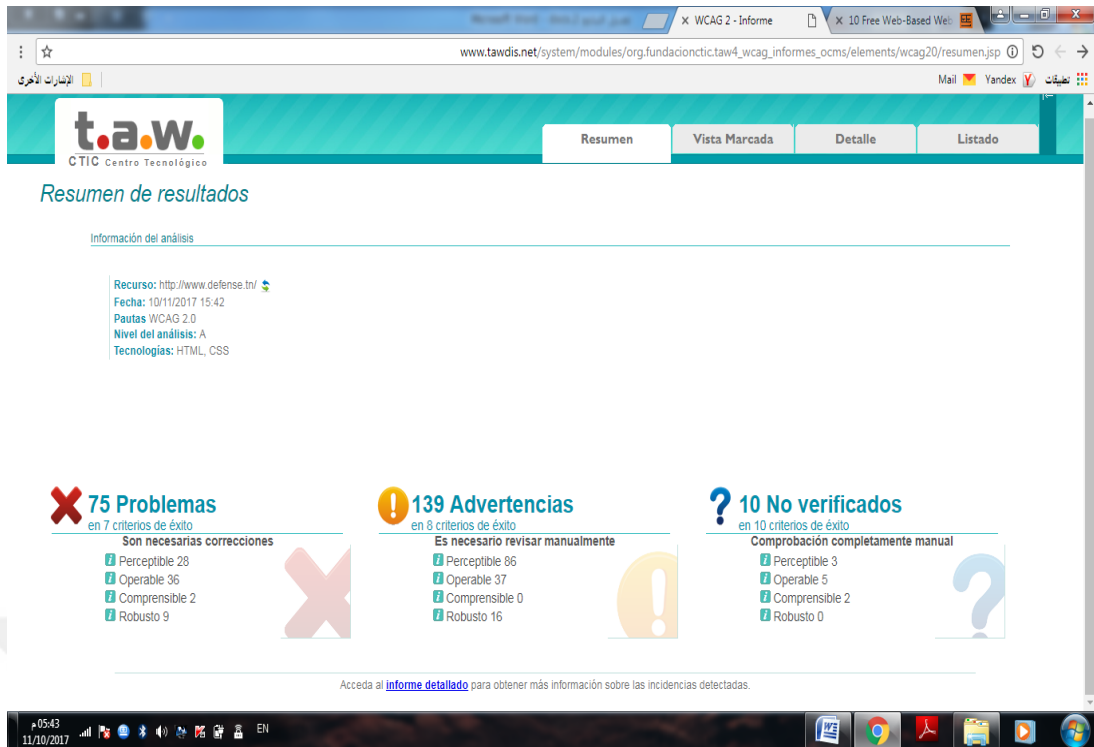 WCAG 2 - Informe
10 Free Web-Based Web
www.tawdis.net/system/modules/org.fundacionctic.taw4_wcag_informes_ocms/elements/wcag20/resumen.jsp
الإشارات الأخرى
Mail
Yandex
تطبيقات
t.a.w.
CTIC Centro Tecnológico
Resumen
Vista Marcada
Detalle
Listado
Resumen de resultados
Información del análisis
Recurso: http://www.defense.tn/
Fecha: 10/11/2017 15:42
Pautas WCAG 2.0
Nivel del análisis: A
Tecnologías: HTML, CSS
75 Problemas
en 7 criterios de éxito
Son necesarias correcciones
Perceptible 28
Operable 36
Comprensible 2
Robusto 9
139 Advertencias
en 8 criterios de éxito
Es necesario revisar manualmente
Perceptible 86
Operable 37
Comprensible 0
Robusto 16
10 No verificados
en 10 criterios de éxito
Comprobación completamente manual
Perceptible 3
Operable 5
Comprensible 2
Robusto 0
Acceda al informe detallado para obtener más información sobre las incidencias detectadas.
05:43 م
11/10/2017
EN